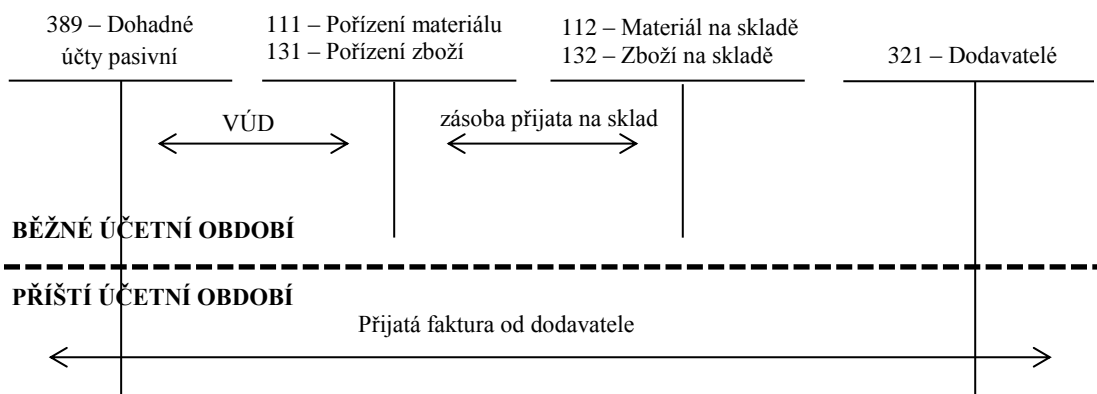 389 – Dohadné
účty pasivní
111 – Pořízení materiálu
131 – Pořízení zboží
112 – Materiál na skladě
132 – Zboží na skladě
321 – Dodavatelé
VÚD
zásoba přijata na sklad
BĚŽNÉ ÚČETNÍ OBDOBÍ
PŘÍŠTÍ ÚČETNÍ OBDOBÍ
Přijatá faktura od dodavatele